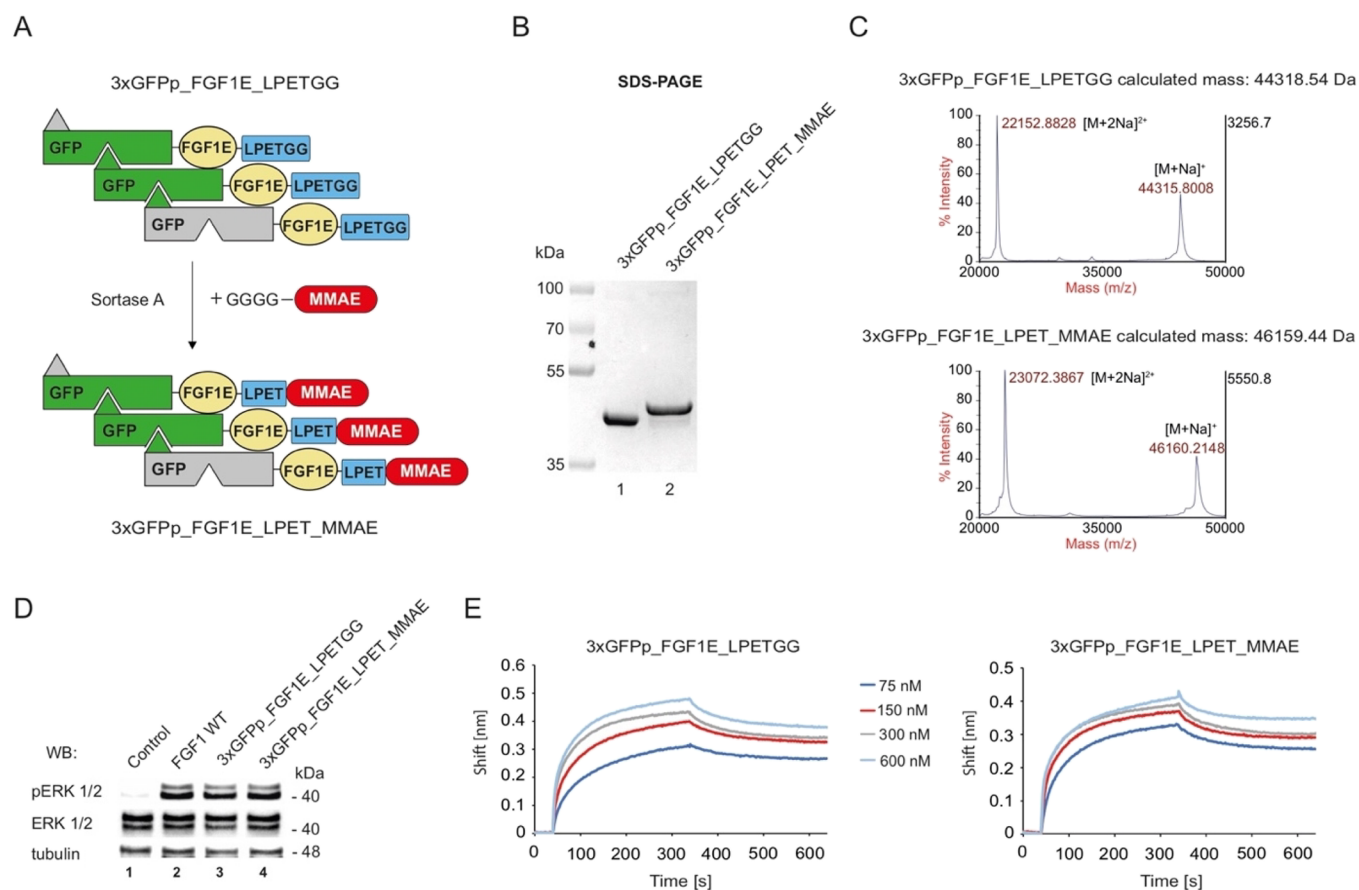 A
3xGFPp_FGF1E_LPETGG
GFP FGF1E LPETGG
GFP FGF1E LPETGG
GFP FGF1E LPETGG
Sortase A + GGGG MMAE
GFP FGF1E LPET MMAE
GFP FGF1E LPET MMAE
GFP FGF1E LPET MMAE
3xGFPp_FGF1E_LPET_MMAE
B
SDS-PAGE
3xGFPp_FGF1E_LPETGG
3xGFPp_FGF1E_LPET_MMAE
kDa
100
70
55
35
1 2
C
3xGFPp_FGF1E_LPETGG calculated mass: 44318.54 Da
100
80
60
40
20
0
% Intensity
22152.8828 [M+2Na]²⁺
[M+Na]⁺
44315.8008
3256.7
20000 35000 50000
Mass (m/z)
3xGFPp_FGF1E_LPET_MMAE calculated mass: 46159.44 Da
100
80
60
40
20
0
% Intensity
23072.3867 [M+2Na]²⁺
[M+Na]⁺
46160.2148
5550.8
20000 35000 50000
Mass (m/z)
D
Control
FGF1 WT
3xGFPp_FGF1E_LPETGG
3xGFPp_FGF1E_LPET_MMAE
WB:
kDa
pERK 1/2 - 40
ERK 1/2 - 40
tubulin - 48
1 2 3 4
E
3xGFPp_FGF1E_LPETGG
0.6
0.5
0.4
0.3
0.2
0.1
0
Shift [nm]
0 100 200 300 400 500 600
Time [s]
75 nM
150 nM
300 nM
600 nM
3xGFPp_FGF1E_LPET_MMAE
0.5
0.4
0.3
0.2
0.1
0
Shift [nm]
0 100 200 300 400 500 600
Time [s]